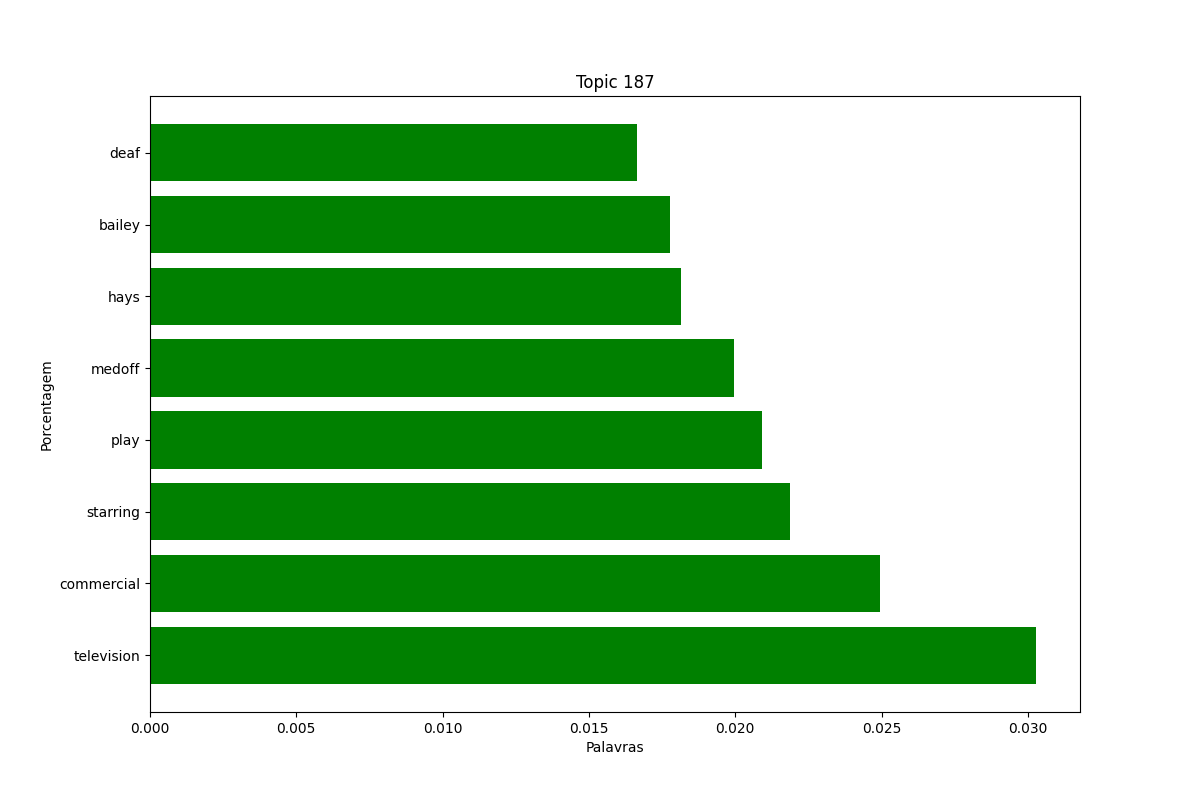 Topic 187
deaf
bailey
hays
medoff
play
starring
commercial
television
Porcentagem
0.000 0.005 0.010 0.015 0.020 0.025 0.030
Palavras